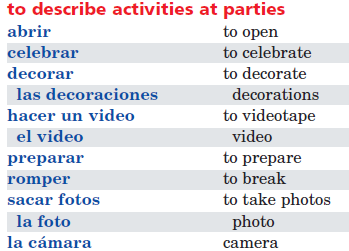 to describe activities at parties
abrir to open
celebrar to celebrate
decorar to decorate
las decoraciones decorations
hacer un video to videotape
el video video
preparar to prepare
romper to break
sacar fotos to take photos
la foto photo
la cámara camera